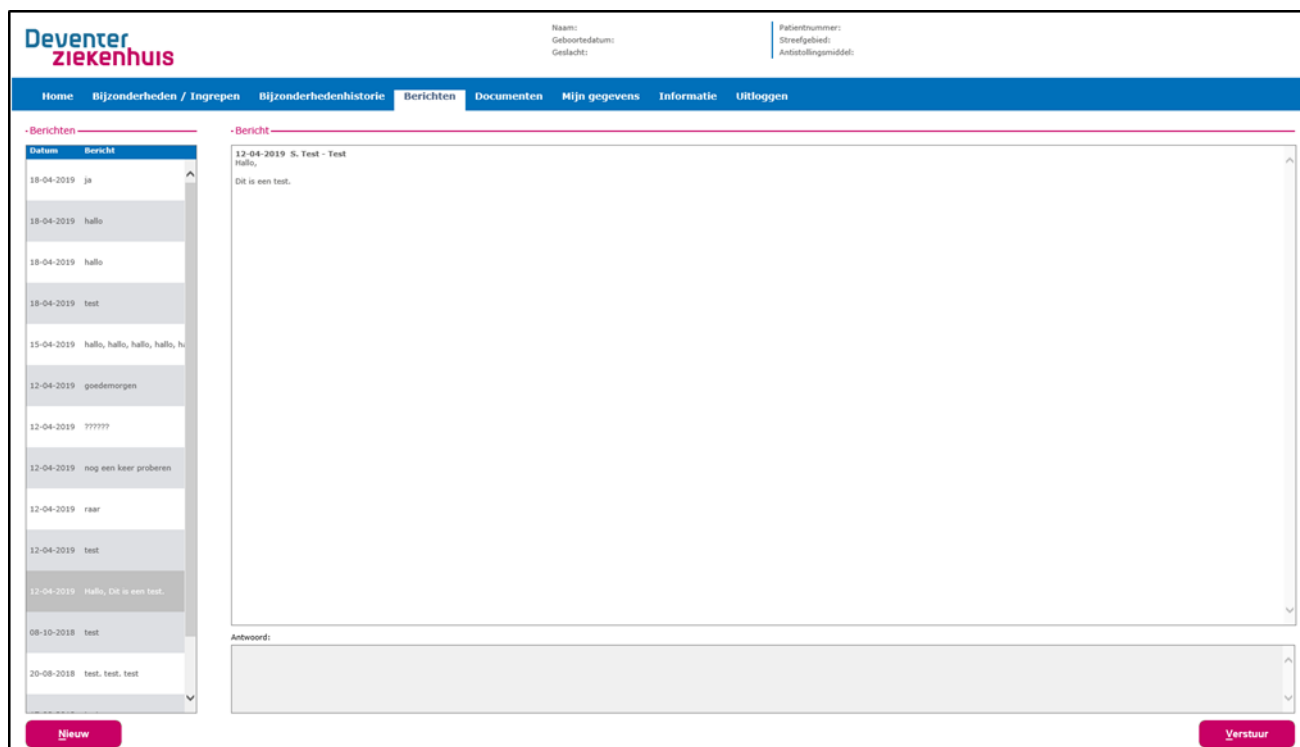 Deventer
ziekenhuis
Naam:
Geboortedatum:
Geslacht:
Patientnummer:
Streefgebied:
Antistollingsmiddel:
Home Bijzonderheden / Ingrepen Bijzonderhedenhistorie Berichten Documenten Mijn gegevens Informatie Uitloggen
Berichten
Datum Bericht
18-04-2019 ja
18-04-2019 hallo
18-04-2019 hallo
18-04-2019 test
15-04-2019 hallo, hallo, hallo, hallo, ha
12-04-2019 goedemorgen
12-04-2019 ??????
12-04-2019 nog een keer proberen
12-04-2019 raar
12-04-2019 test
12-04-2019 Hallo, Dit is een test.
08-10-2018 test
20-08-2018 test. test. test
Nieuw
Bericht
12-04-2019 S. Test - Test
Hallo,
Dit is een test.
Antwoord:
Verstuur